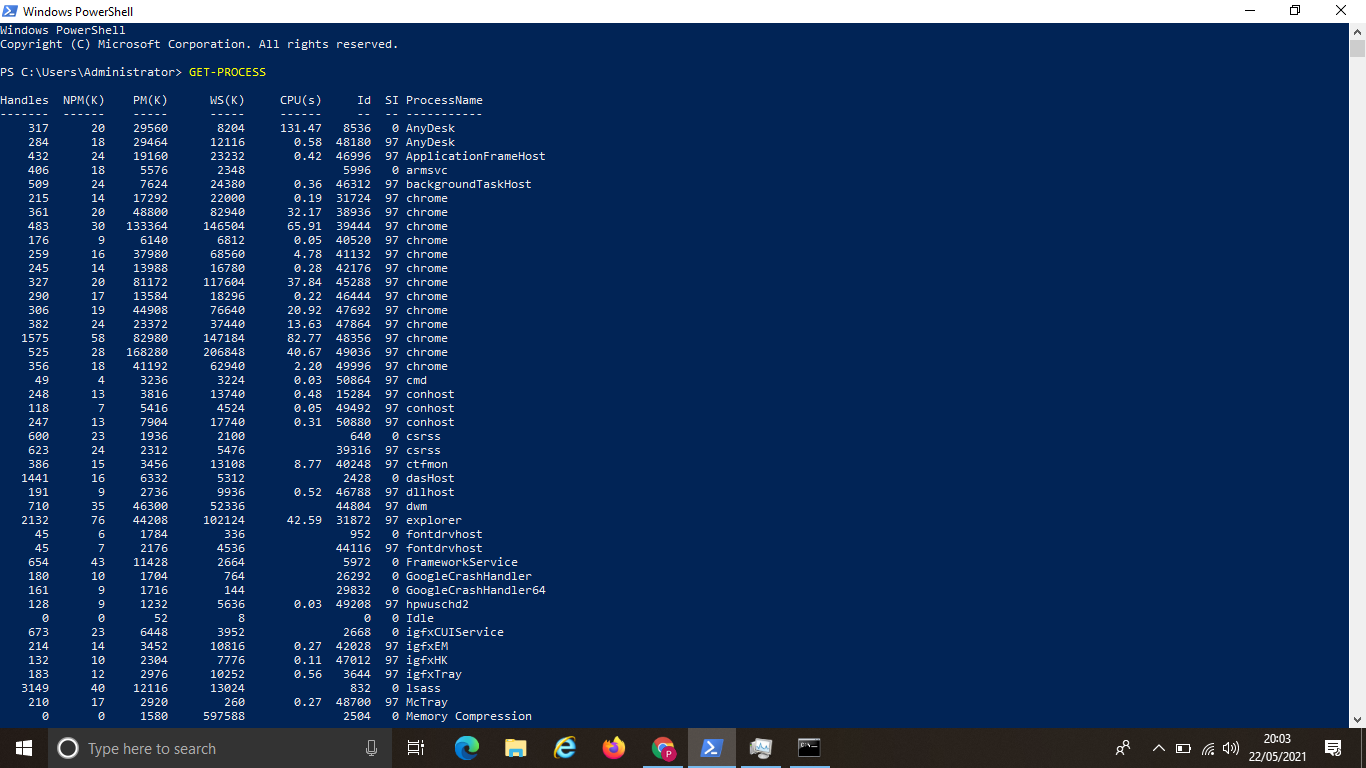 Windows PowerShell
Windows PowerShell
Copyright (C) Microsoft Corporation. All rights reserved.
PS C:\Users\Administrator> GET-PROCESS
Handles  NPM(K)    PM(K)      WS(K)     CPU(s)     Id  SI ProcessName
-------  ------    -----      -----     ------     --  -- -----------
    317      20    29560       8204     131.47   8536   0 AnyDesk
    284      18    29464      12116       0.58  48180  97 AnyDesk
    432      24    19160      23232       0.42  46996  97 ApplicationFrameHost
    406      18     5576       2348              5996   0 armsvc
    509      24     7624      24380       0.36  46312  97 backgroundTaskHost
    215      14    17292      22000       0.19  31724  97 chrome
    361      20    48800      82940      32.17  38936  97 chrome
    483      30   133364     146504      65.91  39444  97 chrome
    176       9     6140       6812       0.05  40520  97 chrome
    259      16    37980      68560       4.78  41132  97 chrome
    245      14    13988      16780       0.28  42176  97 chrome
    327      20    81172     117604      37.84  45288  97 chrome
    290      17    13584      18296       0.22  46444  97 chrome
    306      19    44908      76640      20.92  47692  97 chrome
    382      24    23372      37440      13.63  47864  97 chrome
   1575      58    82980     147184      82.77  48356  97 chrome
    525      28   168280     206848      40.67  49036  97 chrome
    356      18    41192      62940       2.20  49996  97 chrome
     49       4     3236       3224       0.03  50864  97 cmd
    248      13     3816      13740       0.48  15284  97 conhost
    118       7     5416       4524       0.05  49492  97 conhost
    247      13     7904      17740       0.31  50880  97 conhost
    600      23     1936       2100               640   0 csrss
    623      24     2312       5476             39316  97 csrss
    386      15     3456      13108       8.77  40248  97 ctfmon
   1441      16     6332       5312              2428   0 dasHost
    191       9     2736       9936       0.52  46788  97 dllhost
    710      35    46300      52336             44804  97 dwm
   2132      76    44208     102124      42.59  31872  97 explorer
     45       6     1784        336               952   0 fontdrvhost
     45       7     2176       4536             44116  97 fontdrvhost
    654      43    11428       2664              5972   0 FrameworkService
    180      10     1704        764             26292   0 GoogleCrashHandler
    161       9     1716        144             29832   0 GoogleCrashHandler64
    128       9     1232       5636       0.03  49208  97 hpwuschd2
      0       0       52          8                 0   0 Idle
    673      23     6448       3952              2668   0 igfxCUIService
    214      14     3452      10816       0.27  42028  97 igfxEM
    132      10     2304       7776       0.11  47012  97 igfxHK
    183      12     2976      10252       0.56   3644  97 igfxTray
   3149      40    12116      13024               832   0 lsass
    210      17     2920        260       0.27  48700  97 McTray
      0       0     1580     597588              2504   0 Memory Compression
Type here to search
20:03
22/05/2021